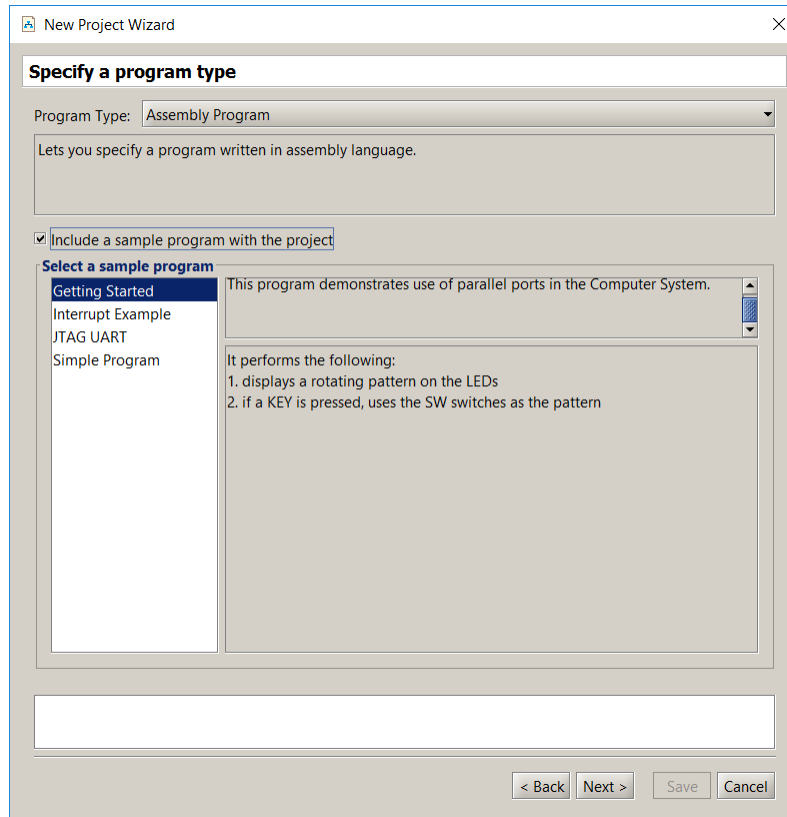 New Project Wizard
Specify a program type
Program Type: Assembly Program
Lets you specify a program written in assembly language.
Include a sample program with the project
Select a sample program
Getting Started
Interrupt Example
JTAG UART
Simple Program
This program demonstrates use of parallel ports in the Computer System.
It performs the following:
1. displays a rotating pattern on the LEDs
2. if a KEY is pressed, uses the SW switches as the pattern
< Back Next > Save Cancel